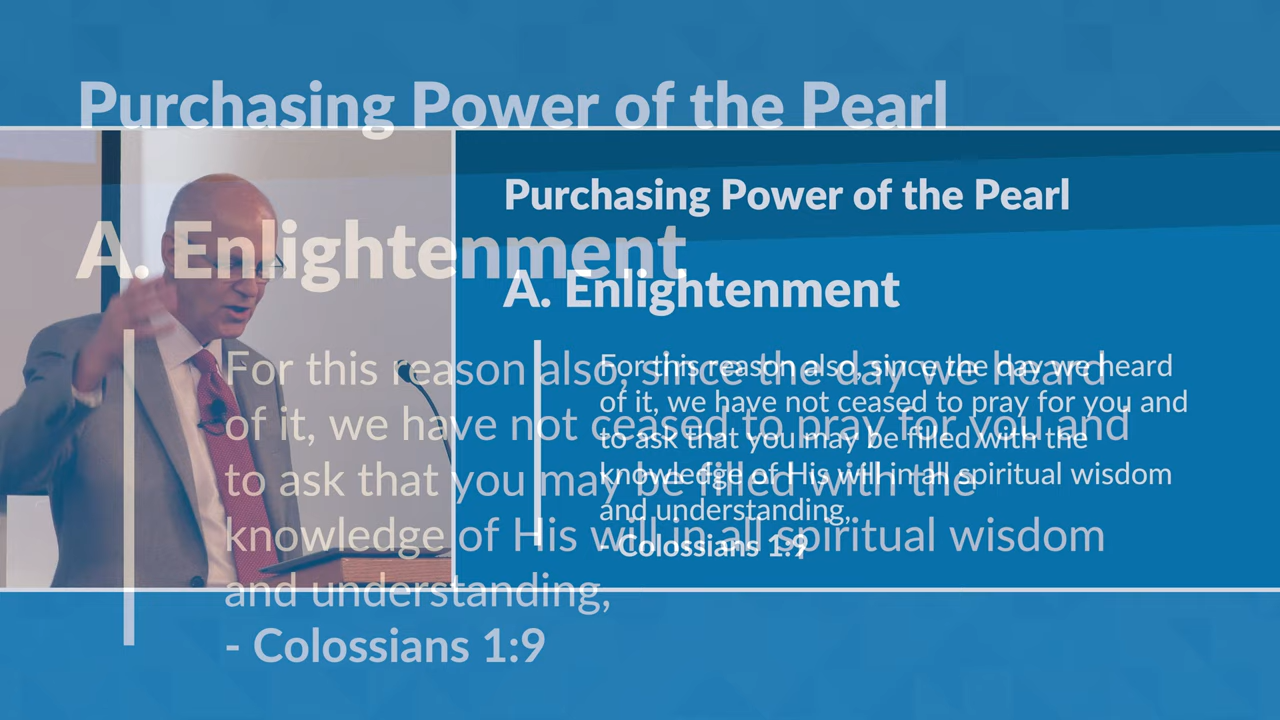 Purchasing Power of the Pearl
A. Enlightenment
For this reason also, since the day we heard
of it, we have not ceased to pray for you and
to ask that you may be filled with the
knowledge of His will in all spiritual wisdom
and understanding,
- Colossians 1:9
Purchasing Power of the Pearl
A. Enlightenment
For this reason also, since the day we heard
of it, we have not ceased to pray for you and
to ask that you may be filled with the
knowledge of His will in all spiritual wisdom
and understanding,
- Colossians 1:9